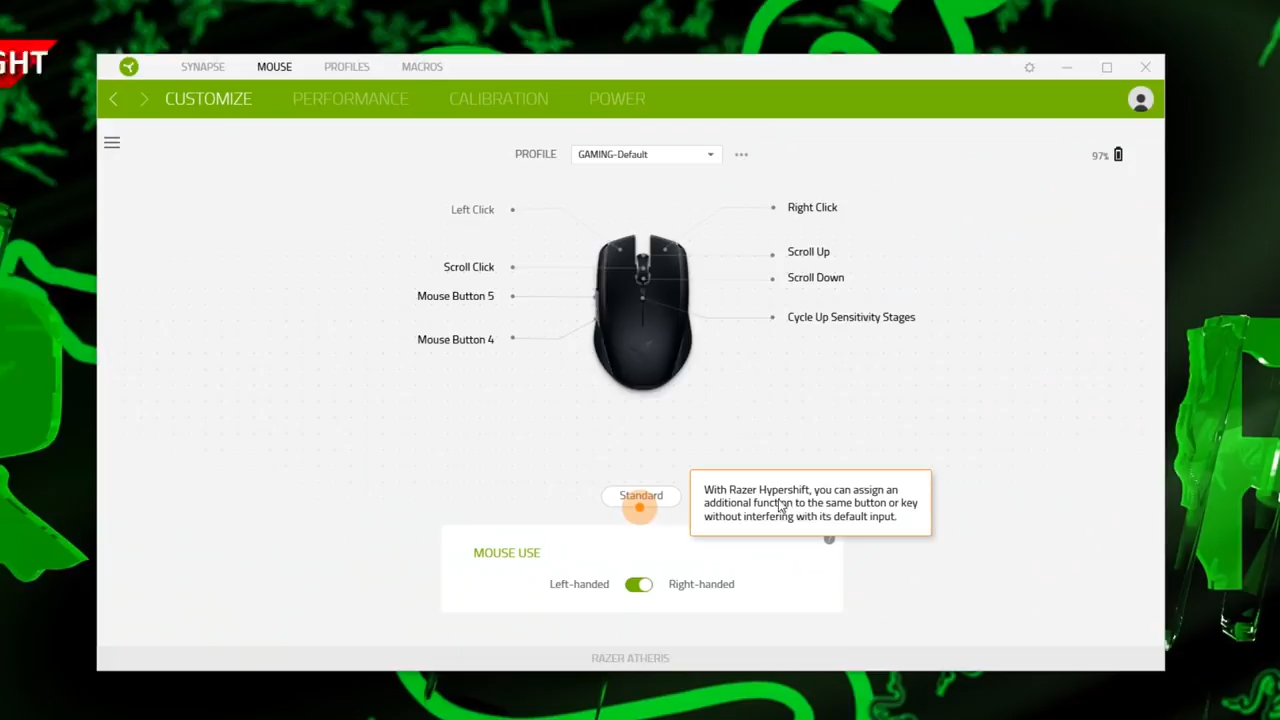 GHT
SYNAPSE MOUSE PROFILES MACROS
CUSTOMIZE PERFORMANCE CALIBRATION POWER
PROFILE GAMING-Default
97%
Left Click
Right Click
Scroll Up
Scroll Click
Scroll Down
Mouse Button 5
Cycle Up Sensitivity Stages
Mouse Button 4
Standard
With Razer Hypershift, you can assign an
additional function to the same button or key
without interfering with its default input.
MOUSE USE
Left-handed Right-handed
RAZER ATHERIS